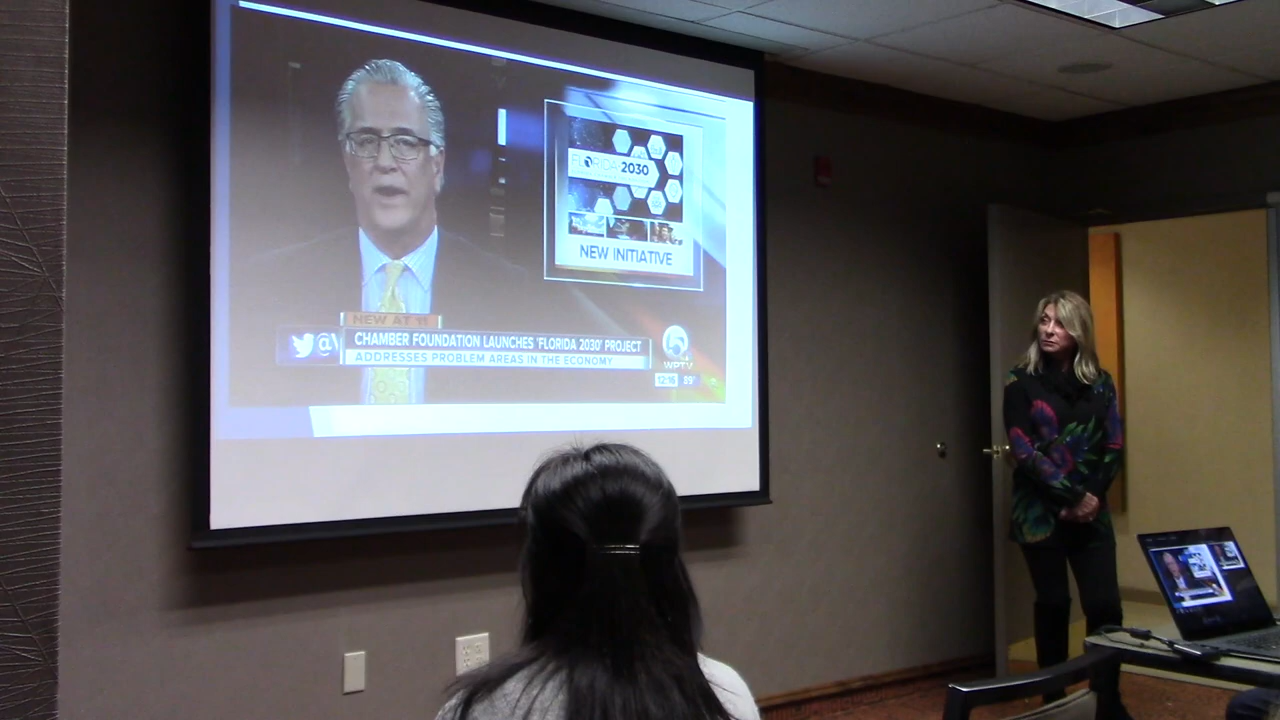 FLORIDA 2030
NEW INITIATIVE
NEW AT 11
@
CHAMBER FOUNDATION LAUNCHES 'FLORIDA 2030' PROJECT
ADDRESSES PROBLEM AREAS IN THE ECONOMY
5
WPTV
12:16 89°